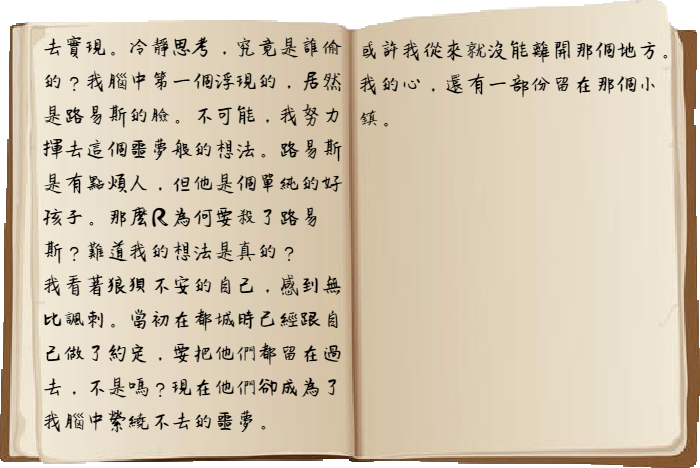 去實現。冷靜思考，究竟是誰偷
的？我腦中第一個浮現的，居然
是路易斯的臉。不可能，我努力
揮去這個噩夢般的想法。路易斯
是有點煩人，但他是個單純的好
孩子。那麼R為何要殺了路易
斯？難道我的想法是真的？
我看著狼狽不安的自己，感到無
比諷刺。當初在都城時已經跟自
己做了約定，要把他們都留在過
去，不是嗎？現在他們卻成為了
我腦中縈繞不去的噩夢。
或許我從來就沒能離開那個地方。
我的心，還有一部份留在那個小
鎮。